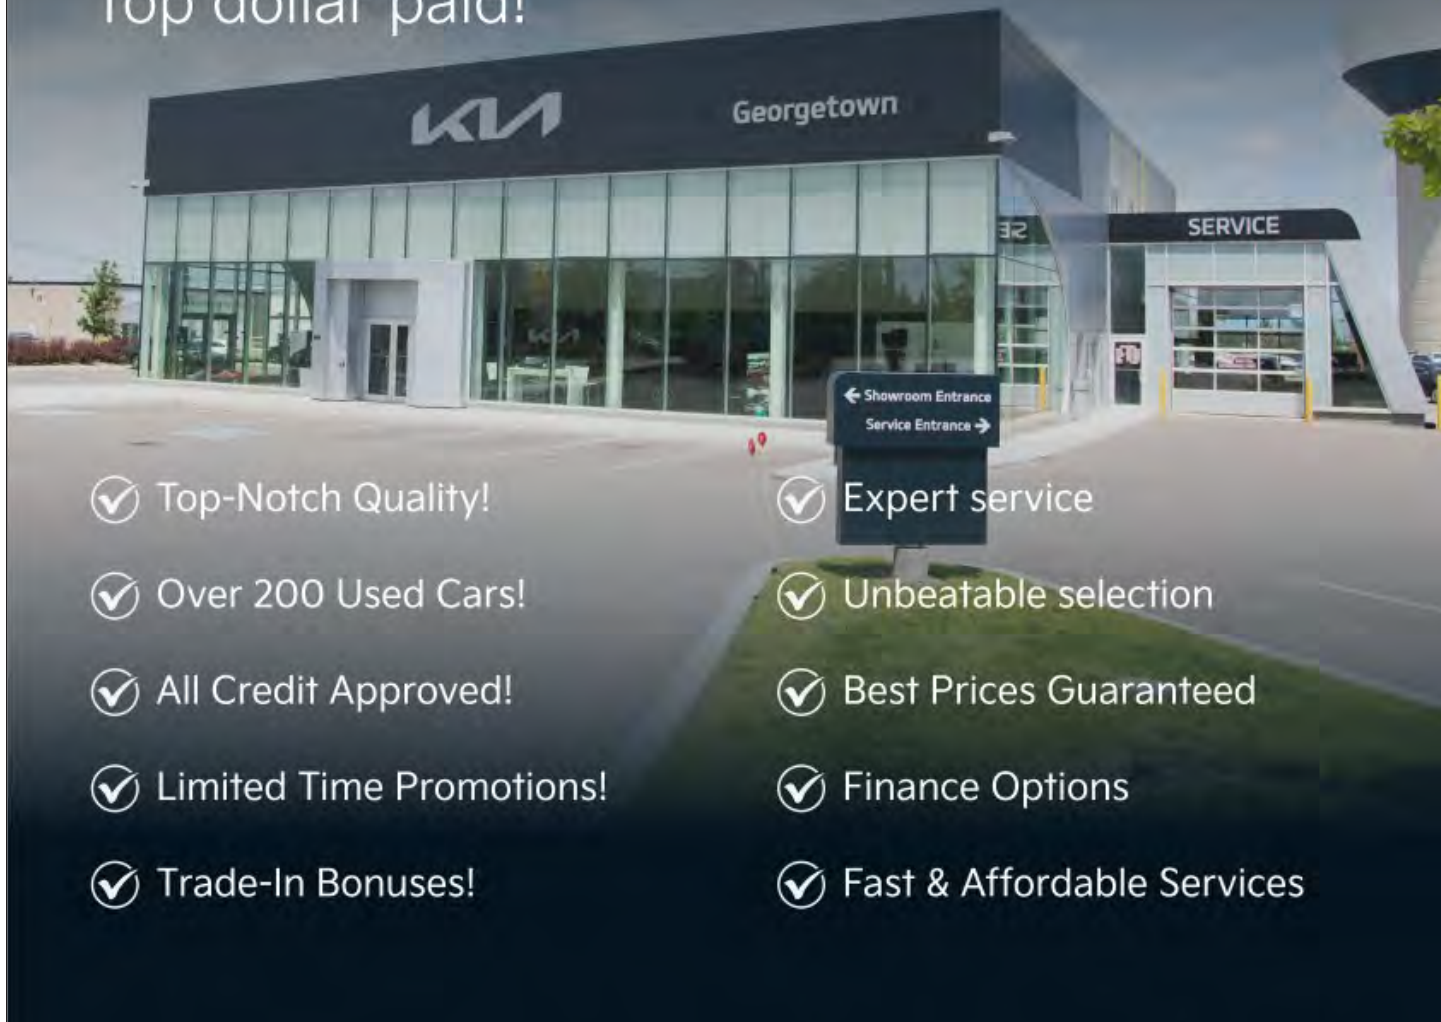 Top dollar paid!
KIA
Georgetown
SERVICE
Showroom Entrance
Service Entrance
Top-Notch Quality!
Expert service
Over 200 Used Cars!
Unbeatable selection
All Credit Approved!
Best Prices Guaranteed
Limited Time Promotions!
Finance Options
Trade-In Bonuses!
Fast & Affordable Services